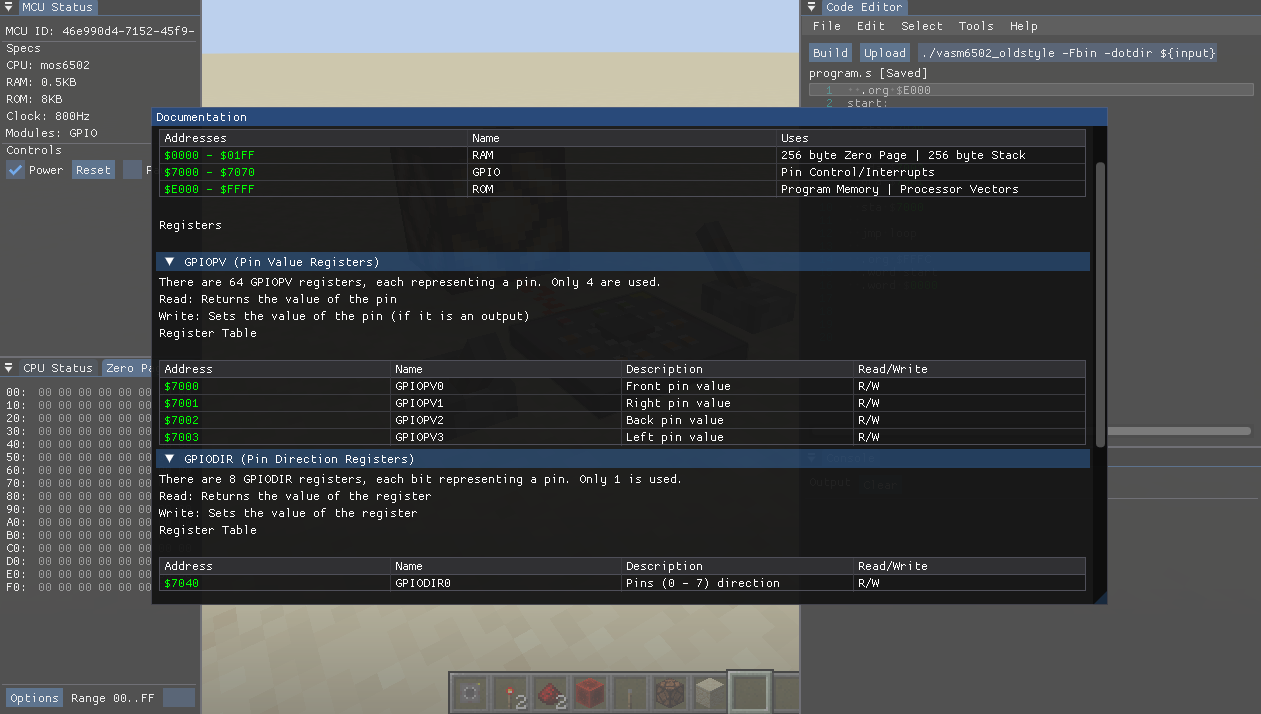 MCU Status
MCU ID: 46e990d4-7152-45f9-
Specs
CPU: mos6502
RAM: 0.5KB
ROM: 8KB
Clock: 800Hz
Modules: GPIO
Controls
Power Reset
Code Editor
File Edit Select Tools Help
Build Upload ./vasm6502_oldstyle -Fbin -dotdir ${input}
program.s [Saved]
1 .org $E000
2 start:
Documentation
Addresses Name Uses
$0000 - $01FF RAM 256 byte Zero Page | 256 byte Stack
$7000 - $7070 GPIO Pin Control/Interrupts
$E000 - $FFFF ROM Program Memory | Processor Vectors
Registers
GPIOPV (Pin Value Registers)
There are 64 GPIOPV registers, each representing a pin. Only 4 are used.
Read: Returns the value of the pin
Write: Sets the value of the pin (if it is an output)
Register Table
Address Name Description Read/Write
$7000 GPIOPV0 Front pin value R/W
$7001 GPIOPV1 Right pin value R/W
$7002 GPIOPV2 Back pin value R/W
$7003 GPIOPV3 Left pin value R/W
GPIODIR (Pin Direction Registers)
There are 8 GPIODIR registers, each bit representing a pin. Only 1 is used.
Read: Returns the value of the register
Write: Sets the value of the register
Register Table
Address Name Description Read/Write
$7040 GPIODIR0 Pins (0 - 7) direction R/W
CPU Status Zero Pa
00: 00 00 00 00 00 00
10: 00 00 00 00 00 00
20: 00 00 00 00 00 00
30: 00 00 00 00 00 00
40: 00 00 00 00 00 00
50: 00 00 00 00 00 00
60: 00 00 00 00 00 00
70: 00 00 00 00 00 00
80: 00 00 00 00 00 00
90: 00 00 00 00 00 00
A0: 00 00 00 00 00 00
B0: 00 00 00 00 00 00
C0: 00 00 00 00 00 00
D0: 00 00 00 00 00 00
E0: 00 00 00 00 00 00
F0: 00 00 00 00 00 00
Output Clear
Options Range 00..FF
2 2